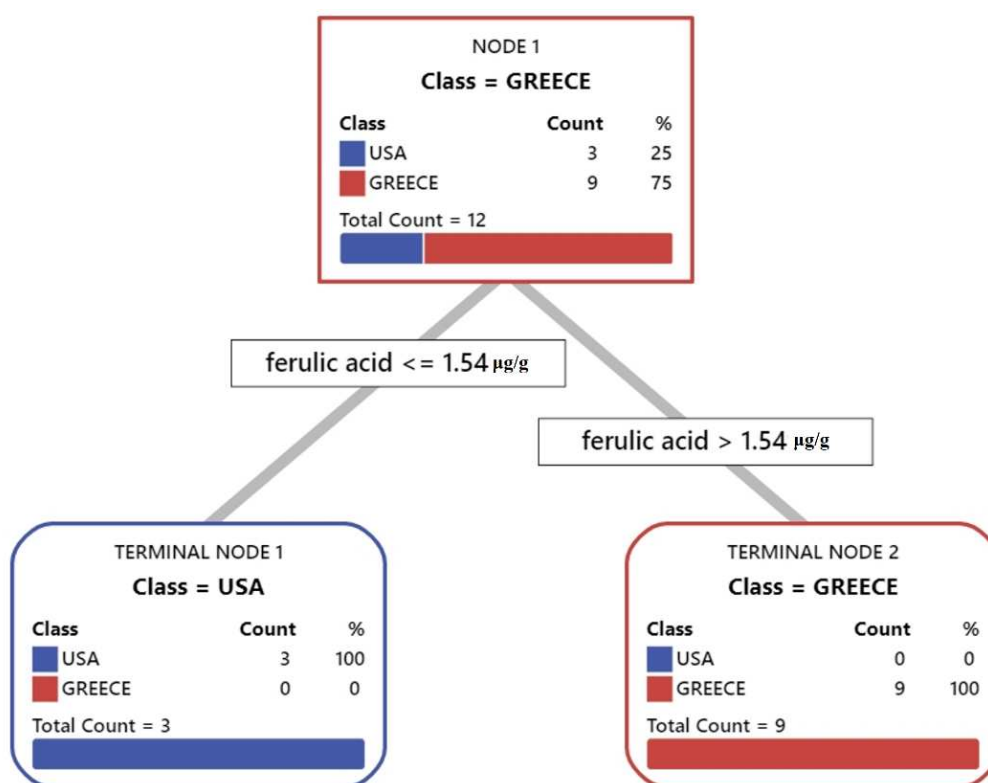 NODE 1
Class = GREECE
Class Count %
USA 3 25
GREECE 9 75
Total Count = 12
ferulic acid <= 1.54 µg/g
ferulic acid > 1.54 µg/g
TERMINAL NODE 1
Class = USA
Class Count %
USA 3 100
GREECE 0 0
Total Count = 3
TERMINAL NODE 2
Class = GREECE
Class Count %
USA 0 0
GREECE 9 100
Total Count = 9